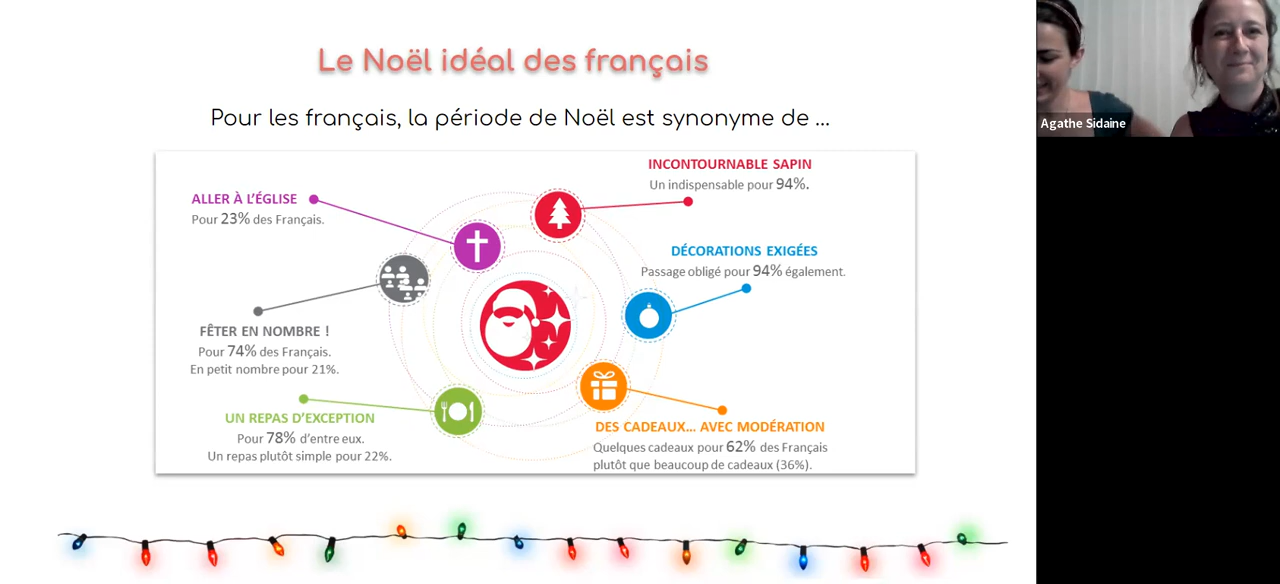 Le Noël idéal des français
Pour les français, la période de Noël est synonyme de ...
INCONTOURNABLE SAPIN
Un indispensable pour 94%.
ALLER À L'ÉGLISE
Pour 23% des Français.
DÉCORATIONS EXIGÉES
Passage obligé pour 94% également.
FÊTER EN NOMBRE !
Pour 74% des Français.
En petit nombre pour 21%.
UN REPAS D'EXCEPTION
Pour 78% d'entre eux.
Un repas plutôt simple pour 22%.
DES CADEAUX... AVEC MODÉRATION
Quelques cadeaux pour 62% des Français
plutôt que beaucoup de cadeaux (36%).
Agathe Sidaine